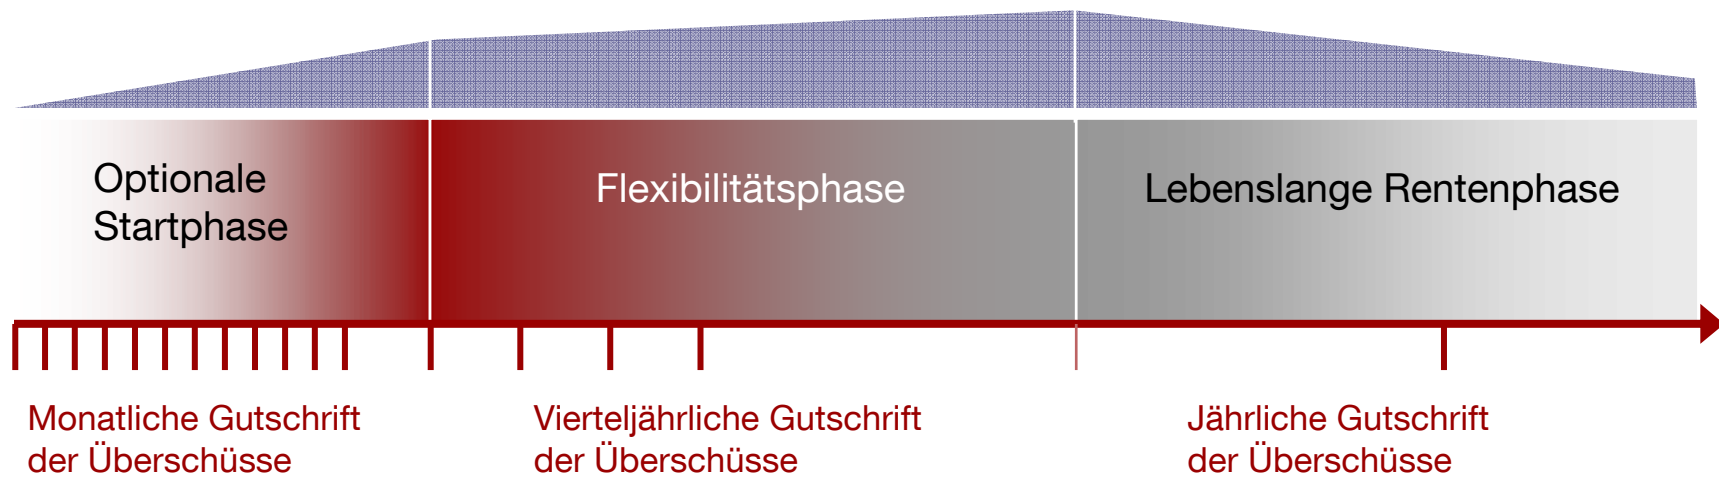 Optionale
Startphase
Flexibilitätsphase
Lebenslange Rentenphase
Monatliche Gutschrift
der Überschüsse
Vierteljährliche Gutschrift
der Überschüsse
Jährliche Gutschrift
der Überschüsse